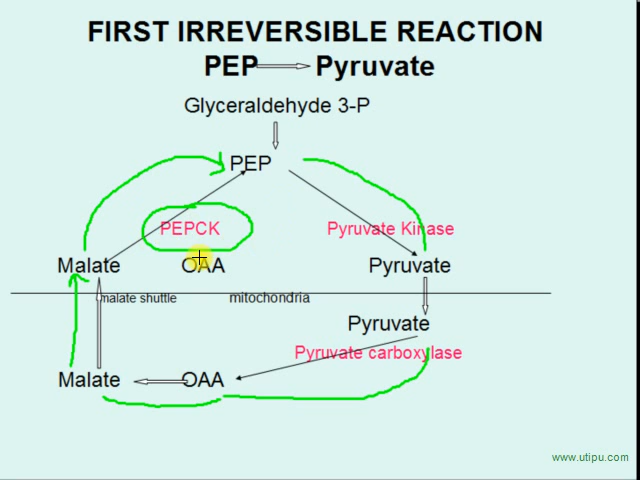 FIRST IRREVERSIBLE REACTION
PEP Pyruvate
Glyceraldehyde 3-P
PEP
PEPCK Pyruvate Kinase
Malate OAA Pyruvate
malate shuttle mitochondria
Pyruvate
Pyruvate carboxylase
Malate OAA
www.utipu.com